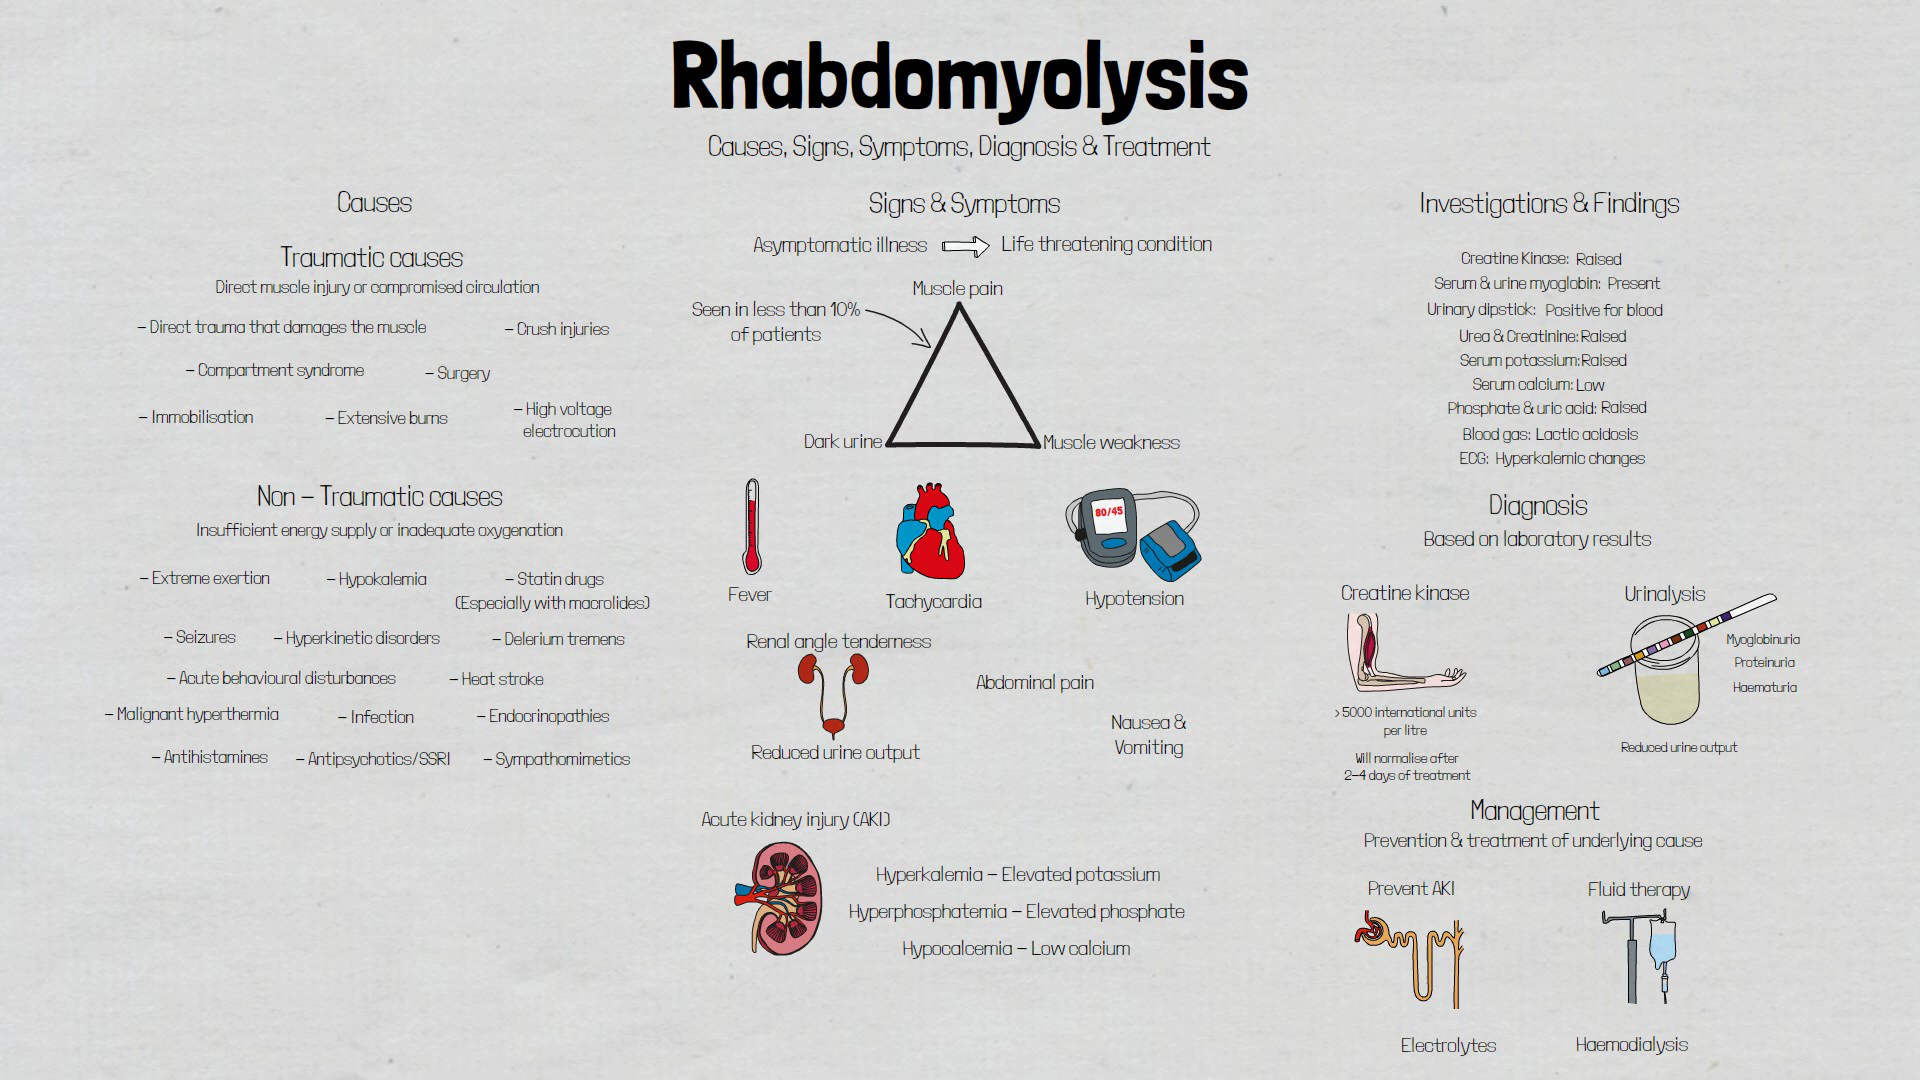 Rhabdomyolysis
Causes, Signs, Symptoms, Diagnosis & Treatment
Causes
Traumatic causes
Direct muscle injury or compromised circulation
– Direct trauma that damages the muscle
– Crush injuries
– Compartment syndrome
– Surgery
– Immobilisation
– Extensive burns
– High voltage
electrocution
Non – Traumatic causes
Insufficient energy supply or inadequate oxygenation
– Extreme exertion
– Hypokalemia
– Statin drugs
(Especially with macrolides)
– Seizures
– Hyperkinetic disorders
– Delerium tremens
– Acute behavioural disturbances
– Heat stroke
– Malignant hyperthermia
– Infection
– Endocrinopathies
– Antihistamines
– Antipsychotics/SSRI
– Sympathomimetics
Signs & Symptoms
Asymptomatic illness
Life threatening condition
Muscle pain
Seen in less than 10%
of patients
Dark urine
Muscle weakness
80/45
Fever
Tachycardia
Hypotension
Renal angle tenderness
Abdominal pain
Nausea &
Vomiting
Reduced urine output
Acute kidney injury (AKI)
Hyperkalemia – Elevated potassium
Hyperphosphatemia – Elevated phosphate
Hypocalcemia – Low calcium
Investigations & Findings
Creatine Kinase: Raised
Serum & urine myoglobin: Present
Urinary dipstick: Positive for blood
Urea & Creatinine: Raised
Serum potassium: Raised
Serum calcium: Low
Phosphate & uric acid: Raised
Blood gas: Lactic acidosis
ECG: Hyperkalemic changes
Diagnosis
Based on laboratory results
Creatine kinase
> 5000 international units
per litre
Will normalise after
2-4 days of treatment
Urinalysis
Myoglobinuria
Proteinuria
Haematuria
Reduced urine output
Management
Prevention & treatment of underlying cause
Prevent AKI
Fluid therapy
Electrolytes
Haemodialysis